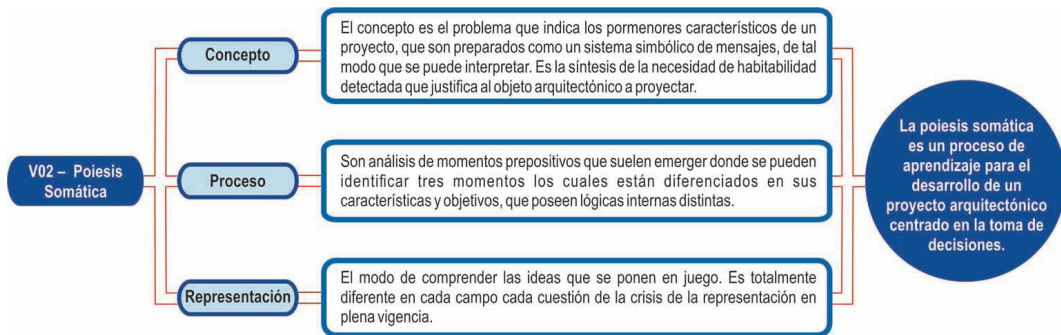 V02 – Poiesis
Somática
Concepto
El concepto es el problema que indica los pormenores característicos de un
proyecto, que son preparados como un sistema simbólico de mensajes, de tal
modo que se puede interpretar. Es la síntesis de la necesidad de habitabilidad
detectada que justifica al objeto arquitectónico a proyectar.
Proceso
Son análisis de momentos prepositivos que suelen emerger donde se pueden
identificar tres momentos los cuales están diferenciados en sus
características y objetivos, que poseen lógicas internas distintas.
Representación
El modo de comprender las ideas que se ponen en juego. Es totalmente
diferente en cada campo cada cuestión de la crisis de la representación en
plena vigencia.
La poiesis somática
es un proceso de
aprendizaje para el
desarrollo de un
proyecto arquitectónico
centrado en la toma de
decisiones.